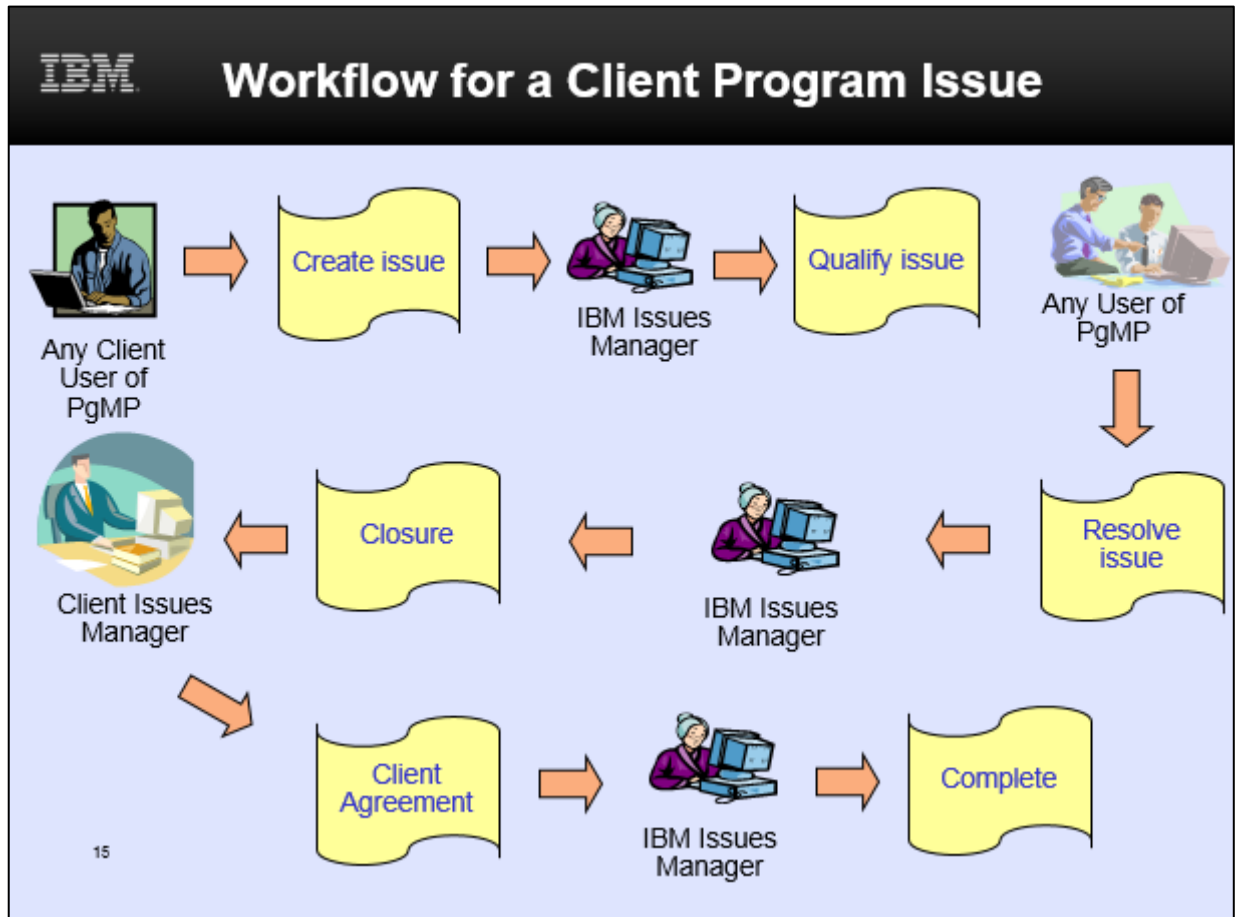 IBM.
Workflow for a Client Program Issue
Any Client
User of
PgMP
Create issue
IBM Issues
Manager
Qualify issue
Any User of
PgMP
Resolve
issue
IBM Issues
Manager
Closure
Client Issues
Manager
Client
Agreement
IBM Issues
Manager
Complete
15